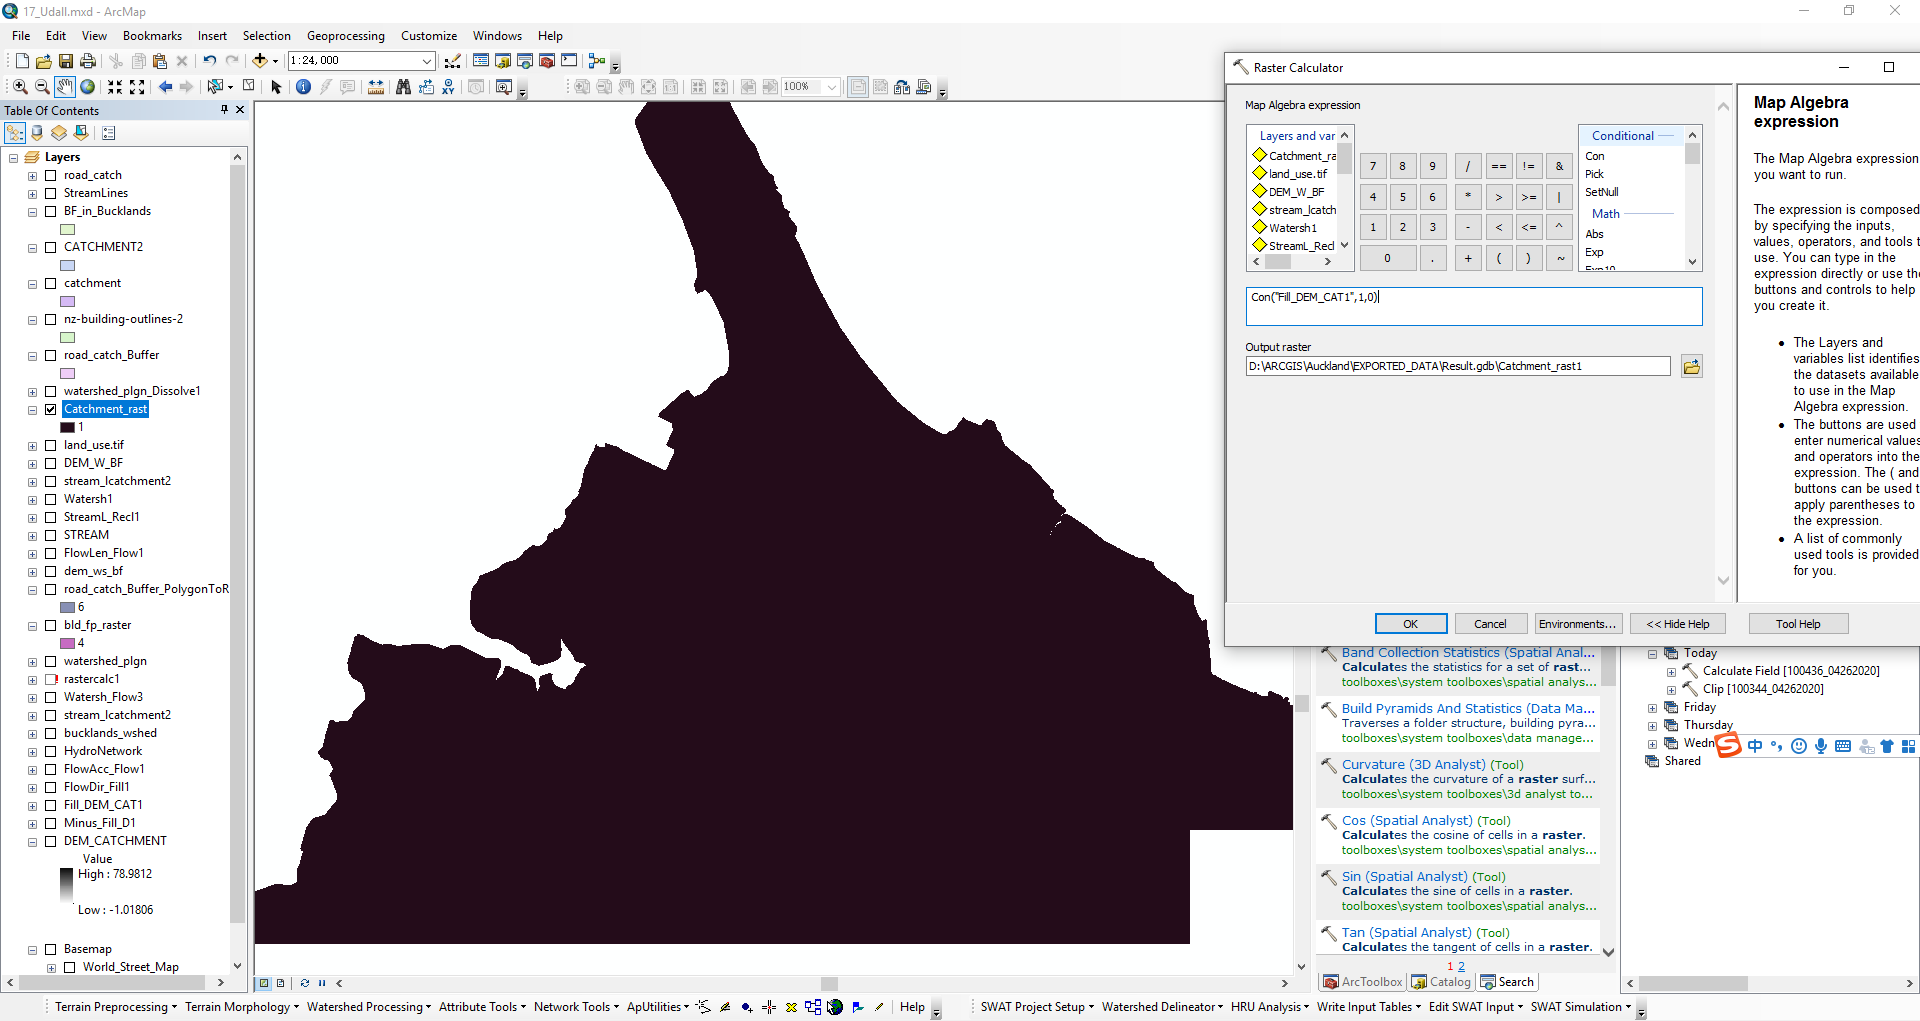 17_Udall.mxd - ArcMap
File Edit View Bookmarks Insert Selection Geoprocessing Customize Windows Help
1:24,000
100%
Table Of Contents
Layers
road_catch
StreamLines
BF_in_Bucklands
CATCHMENT2
catchment
nz-building-outlines-2
road_catch_Buffer
watershed_plgn_Dissolve1
Catchment_rast
1
land_use.tif
DEM_W_BF
stream_lcatchment2
Watersh1
StreamL_Recl1
STREAM
FlowLen_Flow1
dem_ws_bf
road_catch_Buffer_PolygonToR
6
bld_fp_raster
4
watershed_plgn
rastercalc1
Watersh_Flow3
stream_lcatchment2
bucklands_wshed
HydroNetwork
FlowAcc_Flow1
FlowDir_Fill1
Fill_DEM_CAT1
Minus_Fill_D1
DEM_CATCHMENT
Value
High : 78.9812
Low : -1.01806
Basemap
World_Street_Map
Raster Calculator
Map Algebra expression
Layers and var
Catchment_ra
land_use.tif
DEM_W_BF
stream_lcatch
Watersh1
StreamL_Recl
7 8 9 / == != &
4 5 6 * > >= |
1 2 3 - < <= ^
0 . + ( ) ~
Conditional
Con
Pick
SetNull
Math
Abs
Exp
Exp10
Con("Fill_DEM_CAT1",1,0)
Output raster
D:\ARCGIS\Auckland\EXPORTED_DATA\Result.gdb\Catchment_rast1
OK Cancel Environments... << Hide Help Tool Help
Map Algebra
expression
The Map Algebra expression
you want to run.
The expression is composed
by specifying the inputs,
values, operators, and tools t
use. You can type in the
expression directly or use the
buttons and controls to help
you create it.
The Layers and
variables list identifies
the datasets available
to use in the Map
Algebra expression.
The buttons are used
enter numerical values
and operators into the
expression. The ( and
buttons can be used t
apply parentheses to
the expression.
A list of commonly
used tools is provided
for you.
Band Collection Statistics (Spatial Anal...
Calculates the statistics for a set of rast...
toolboxes\system toolboxes\spatial analys...
Build Pyramids And Statistics (Data Ma...
Traverses a folder structure, building pyra...
toolboxes\system toolboxes\data manage...
Curvature (3D Analyst) (Tool)
Calculates the curvature of a raster surf...
toolboxes\system toolboxes\3d analyst to...
Cos (Spatial Analyst) (Tool)
Calculates the cosine of cells in a raster.
toolboxes\system toolboxes\spatial analys...
Sin (Spatial Analyst) (Tool)
Calculates the sine of cells in a raster.
toolboxes\system toolboxes\spatial analys...
Tan (Spatial Analyst) (Tool)
Calculates the tangent of cells in a raster.
1 2
ArcToolbox Catalog Search
Today
Calculate Field [100436_04262020]
Clip [100344_04262020]
Friday
Thursday
Wedn
Shared
S 中
Terrain Preprocessing Terrain Morphology Watershed Processing Attribute Tools Network Tools ApUtilities Help
SWAT Project Setup Watershed Delineator HRU Analysis Write Input Tables Edit SWAT Input SWAT Simulation